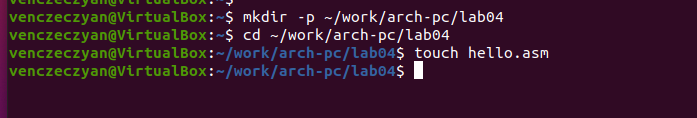 venczeczyan@VirtualBox:~$ mkdir -p ~/work/arch-pc/lab04
venczeczyan@VirtualBox:~$ cd ~/work/arch-pc/lab04
venczeczyan@VirtualBox:~/work/arch-pc/lab04$ touch hello.asm
venczeczyan@VirtualBox:~/work/arch-pc/lab04$